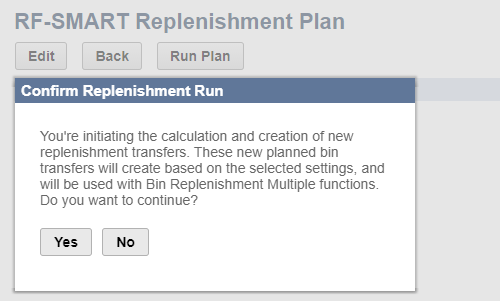 RF-SMART Replenishment Plan
Edit
Back
Run Plan
Confirm Replenishment Run
You're initiating the calculation and creation of new
replenishment transfers. These new planned bin
transfers will create based on the selected settings, and
will be used with Bin Replenishment Multiple functions.
Do you want to continue?
Yes
No